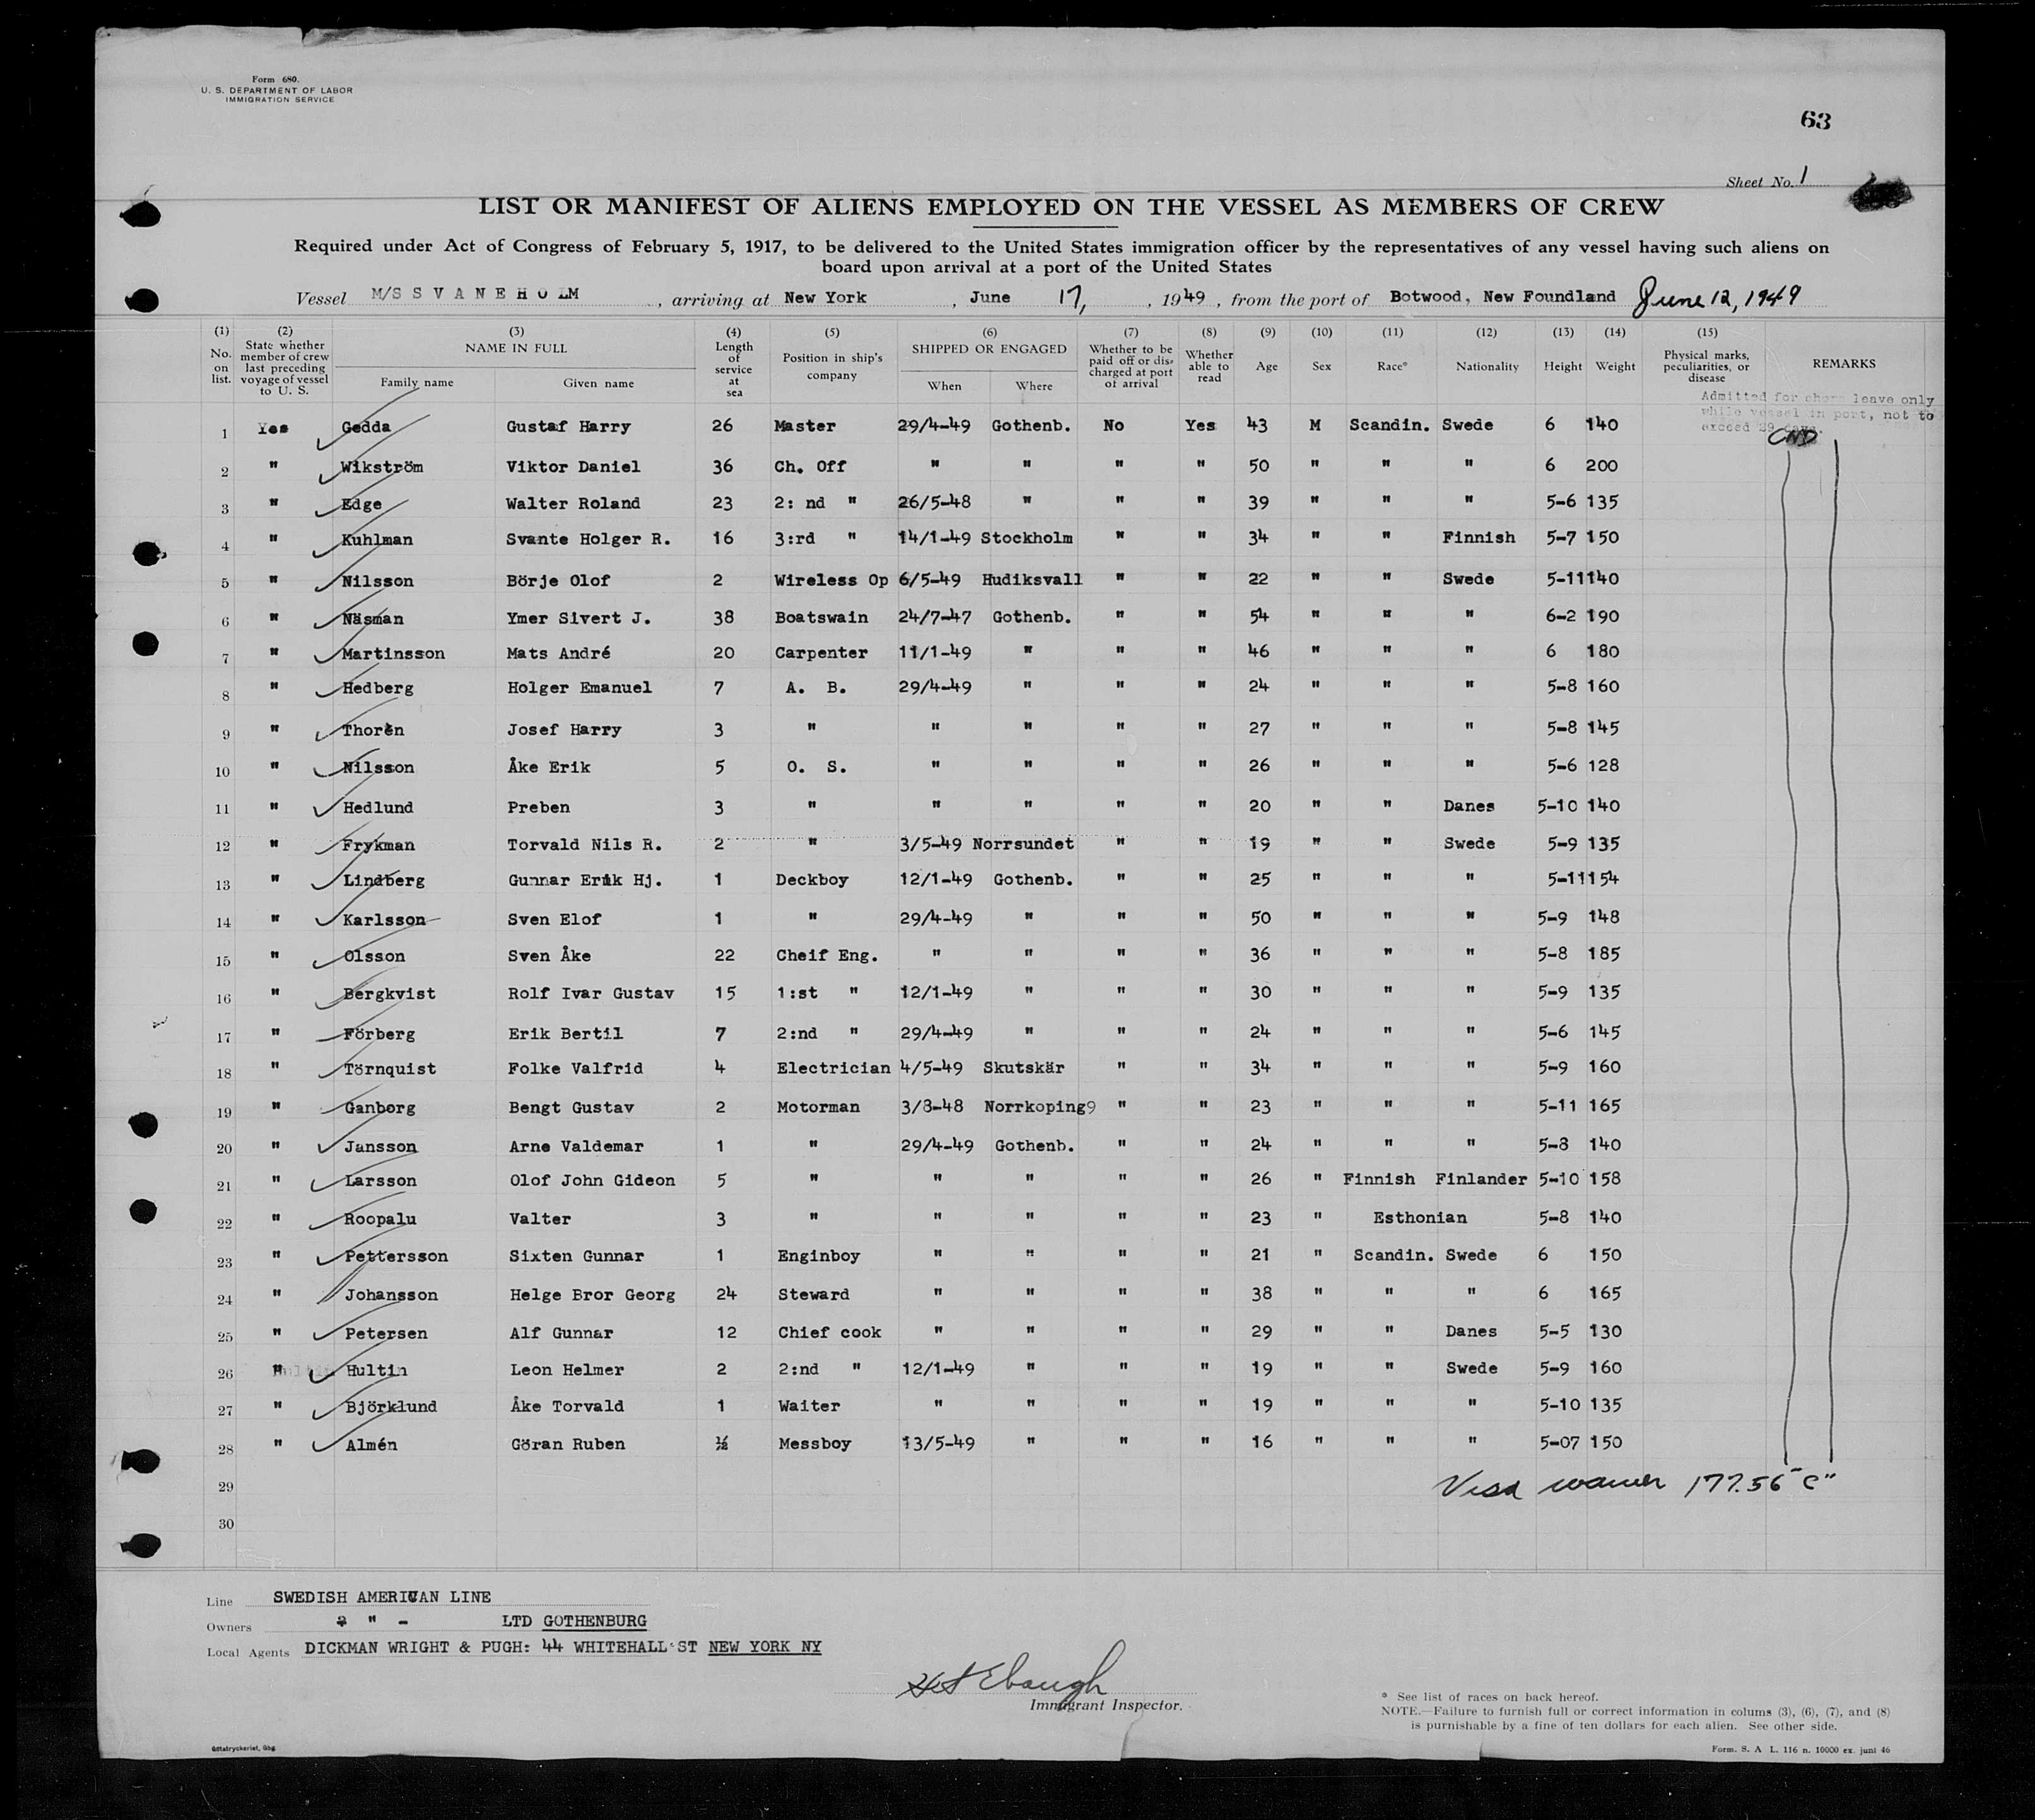 Form 680.
U. S. DEPARTMENT OF LABOR
IMMIGRATION SERVICE
63
Sheet No. 1
LIST OR MANIFEST OF ALIENS EMPLOYED ON THE VESSEL AS MEMBERS OF CREW
Required under Act of Congress of February 5, 1917, to be delivered to the United States immigration officer by the representatives of any vessel having such aliens on
board upon arrival at a port of the United States
Vessel M/S SVANEHOLM, arriving at New York, June 17, 1949, from the port of Botwood, New Foundland June 12, 1949
(1) No. on list. (2) State whether member of crew last preceding voyage of vessel to U. S. (3) NAME IN FULL Family name Given name (4) Length of service at sea (5) Position in ship's company (6) SHIPPED OR ENGAGED When Where (7) Whether to be paid off or discharged at port of arrival (8) Whether able to read (9) Age (10) Sex (11) Race* (12) Nationality (13) Height (14) Weight (15) Physical marks, peculiarities, or disease REMARKS
Admitted for shore leave only
while vessel in port, not to
exceed 29 days.
1 Yes Gedda Gustaf Harry 26 Master 29/4-49 Gothenb. No Yes 43 M Scandin. Swede 6 140
2 " Wikström Viktor Daniel 36 Ch. Off " " " " 50 " " " 6 200
3 " Edge Walter Roland 23 2: nd " 26/5-48 " " " 39 " " " 5-6 135
4 " Kuhlman Svante Holger R. 16 3:rd " 14/1-49 Stockholm " " 34 " " Finnish 5-7 150
5 " Nilsson Börje Olof 2 Wireless Op 6/5-49 Hudiksvall " " 22 " " Swede 5-11 140
6 " Näsman Ymer Sivert J. 38 Boatswain 24/7-47 Gothenb. " " 54 " " " 6-2 190
7 " Martinsson Mats André 20 Carpenter 11/1-49 " " " 46 " " " 6 180
8 " Hedberg Holger Emanuel 7 A. B. 29/4-49 " " " 24 " " " 5-8 160
9 " Thorén Josef Harry 3 " " " " " 27 " " " 5-8 145
10 " Nilsson Åke Erik 5 O. S. " " " " 26 " " " 5-6 128
11 " Hedlund Preben 3 " " " " " 20 " " Danes 5-10 140
12 " Frykman Torvald Nils R. 2 " 3/5-49 Norrsundet " " 19 " " Swede 5-9 135
13 " Lindberg Gunnar Erik Hj. 1 Deckboy 12/1-49 Gothenb. " " 25 " " " 5-11 154
14 " Karlsson Sven Elof 1 " 29/4-49 " " " 50 " " " 5-9 148
15 " Olsson Sven Åke 22 Cheif Eng. " " " " 36 " " " 5-8 185
16 " Bergkvist Rolf Ivar Gustav 15 1:st " 12/1-49 " " " 30 " " " 5-9 135
17 " Förberg Erik Bertil 7 2:nd " 29/4-49 " " " 24 " " " 5-6 145
18 " Törnquist Folke Valfrid 4 Electrician 4/5-49 Skutskär " " 34 " " " 5-9 160
19 " Ganborg Bengt Gustav 2 Motorman 3/8-48 Norrkoping9 " " 23 " " " 5-11 165
20 " Jansson Arne Valdemar 1 " 29/4-49 Gothenb. " " 24 " " " 5-8 140
21 " Larsson Olof John Gideon 5 " " " " " 26 " Finnish Finlander 5-10 158
22 " Roopalu Valter 3 " " " " " 23 " Esthonian 5-8 140
23 " Pettersson Sixten Gunnar 1 Enginboy " " " " 21 " Scandin. Swede 6 150
24 " Johansson Helge Bror Georg 24 Steward " " " " 38 " " " 6 165
25 " Petersen Alf Gunnar 12 Chief cook " " " " 29 " " Danes 5-5 130
26 " Hultin Leon Helmer 2 2:nd " 12/1-49 " " " 19 " " Swede 5-9 160
27 " Björklund Åke Torvald 1 Waiter " " " " 19 " " " 5-10 135
28 " Almén Göran Ruben ½ Messboy 13/5-49 " " " 16 " " " 5-07 150
29 Visa waiver 177.56 "C"
30
Line SWEDISH AMERICAN LINE
Owners " - LTD GOTHENBURG
Local Agents DICKMAN WRIGHT & PUGH: 44 WHITEHALL ST NEW YORK NY
Ebaugh
Immigrant Inspector.
* See list of races on back hereof.
NOTE.—Failure to furnish full or correct information in colums (3), (6), (7), and (8)
is purnishable by a fine of ten dollars for each alien. See other side.
Götatryckeriet, Gbg
Form. S. A L. 116 n. 10000 ex. juni 46